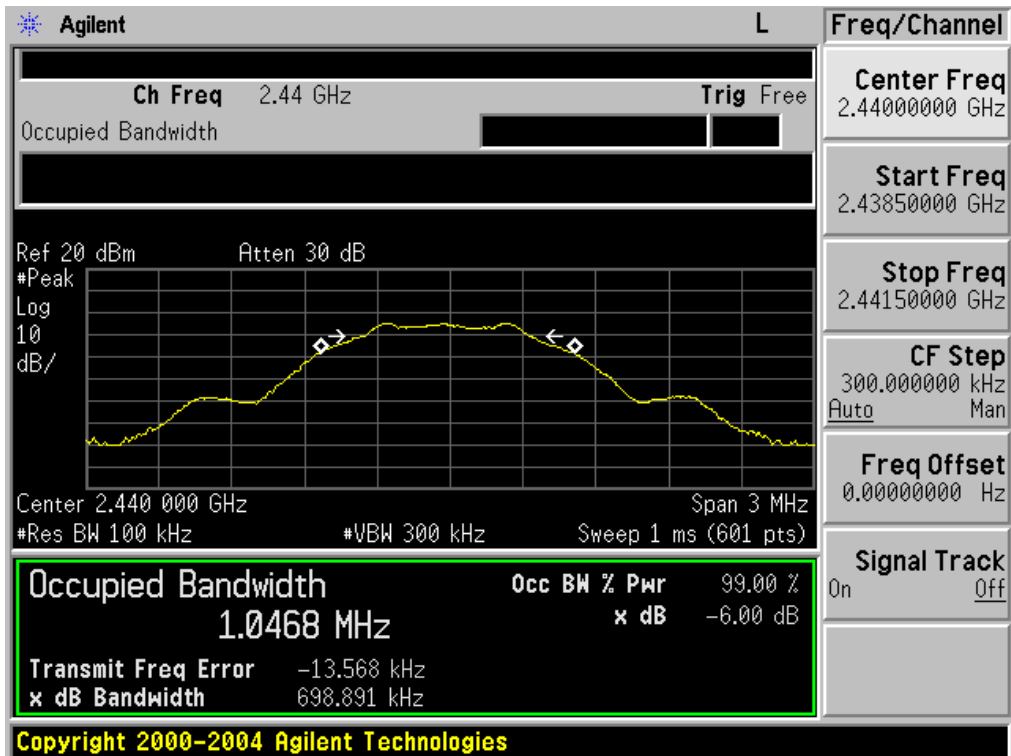 Agilent L
Ch Freq 2.44 GHz Trig Free
Occupied Bandwidth
Ref 20 dBm Atten 30 dB
#Peak
Log
10
dB/
Center 2.440 000 GHz Span 3 MHz
#Res BW 100 kHz #VBW 300 kHz Sweep 1 ms (601 pts)
Occupied Bandwidth Occ BW % Pwr 99.00 %
1.0468 MHz x dB -6.00 dB
Transmit Freq Error -13.568 kHz
x dB Bandwidth 698.891 kHz
Copyright 2000-2004 Agilent Technologies
Freq/Channel
Center Freq
2.44000000 GHz
Start Freq
2.43850000 GHz
Stop Freq
2.44150000 GHz
CF Step
300.000000 kHz
Auto Man
Freq Offset
0.00000000 Hz
Signal Track
On Off